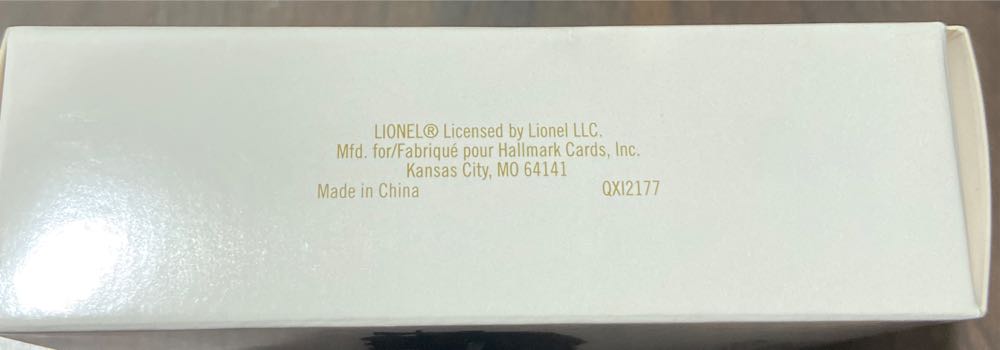 LIONEL® Licensed by Lionel LLC.
Mfd. for/Fabriqué pour Hallmark Cards, Inc.
Kansas City, MO 64141
Made in China QXI2177